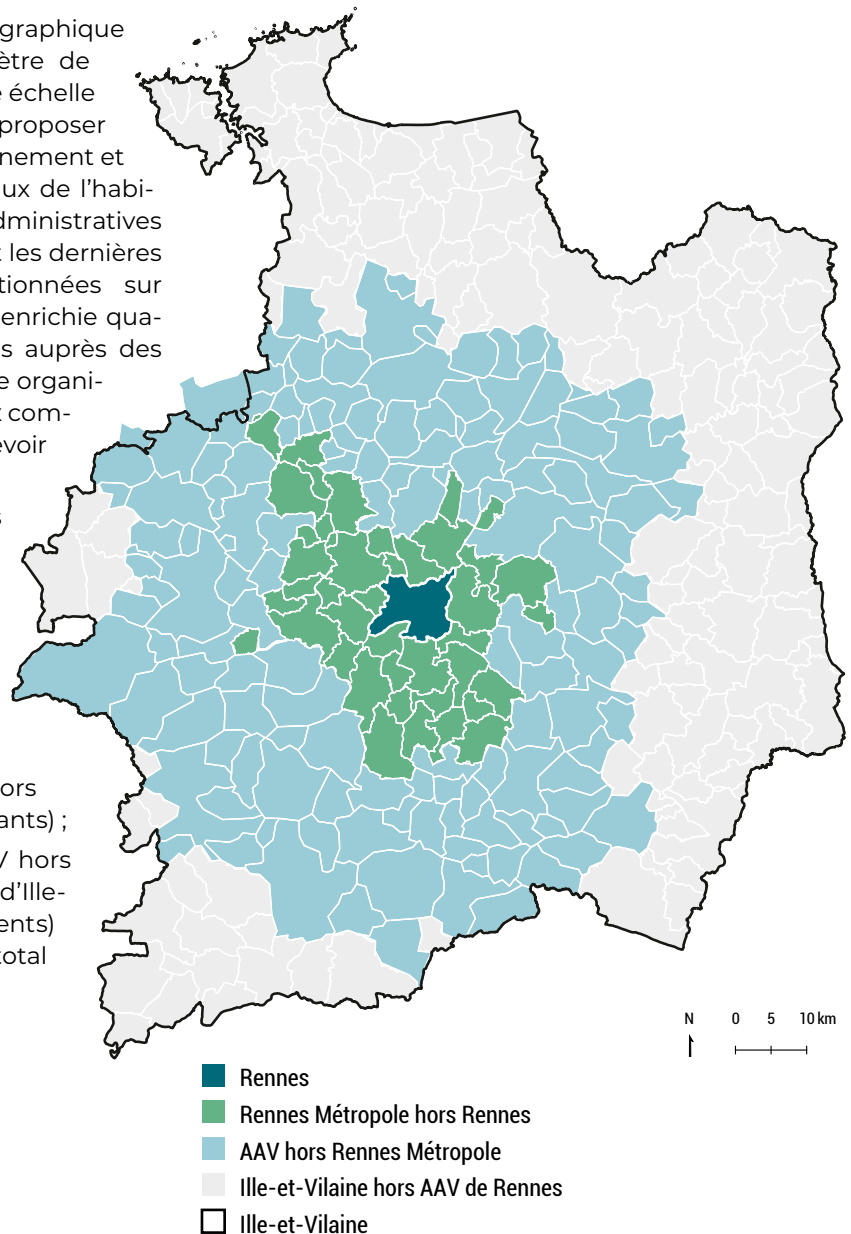 graphique
ètre de
échelle
proposer
nement et
ux de l'habi-
dministratives
les dernières
tionnées sur
enrichie qua-
s auprès des
e organi-
com-
evoir
s
ors
ants) ;
hors
d'Ille-
ents)
total
N 0 5 10 km
Rennes
Rennes Métropole hors Rennes
AAV hors Rennes Métropole
Ille-et-Vilaine hors AAV de Rennes
Ille-et-Vilaine